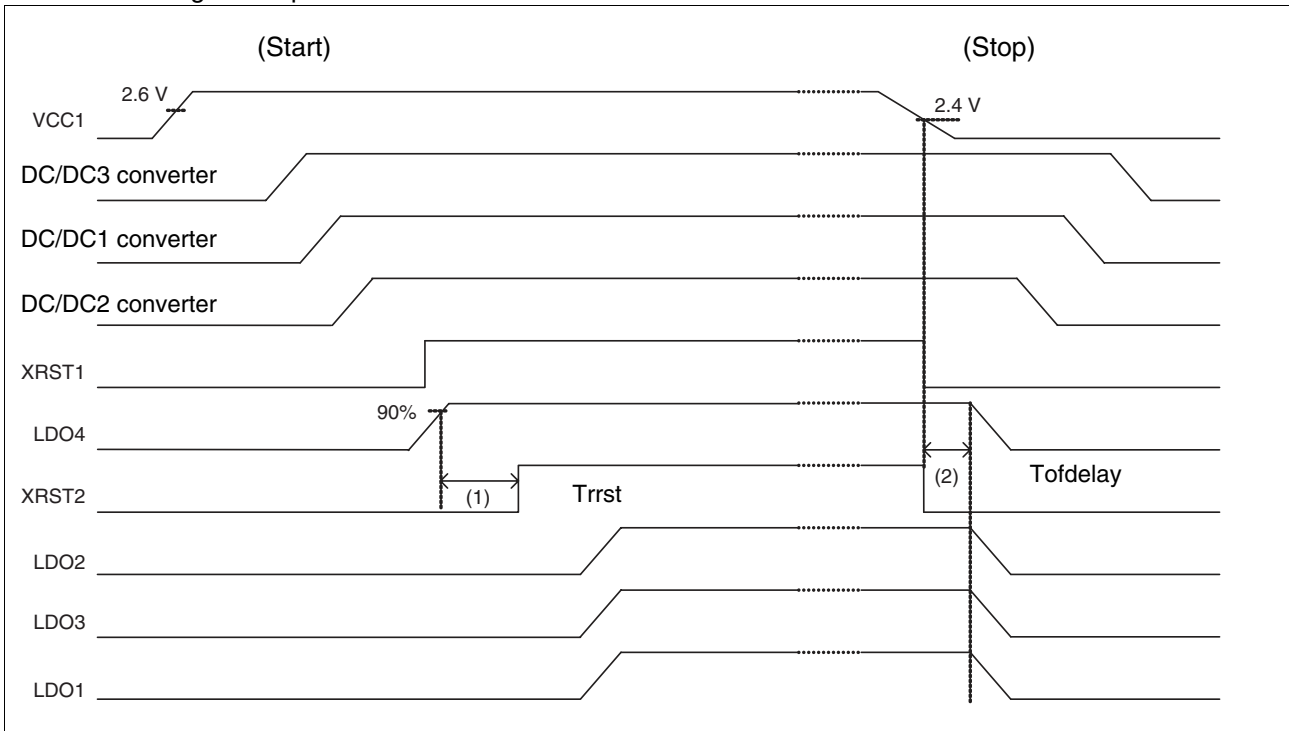 (Start) (Stop)
2.6 V
2.4 V
VCC1
DC/DC3 converter
DC/DC1 converter
DC/DC2 converter
XRST1
90%
LDO4
(1) Trrst
(2) Tofdelay
XRST2
LDO2
LDO3
LDO1